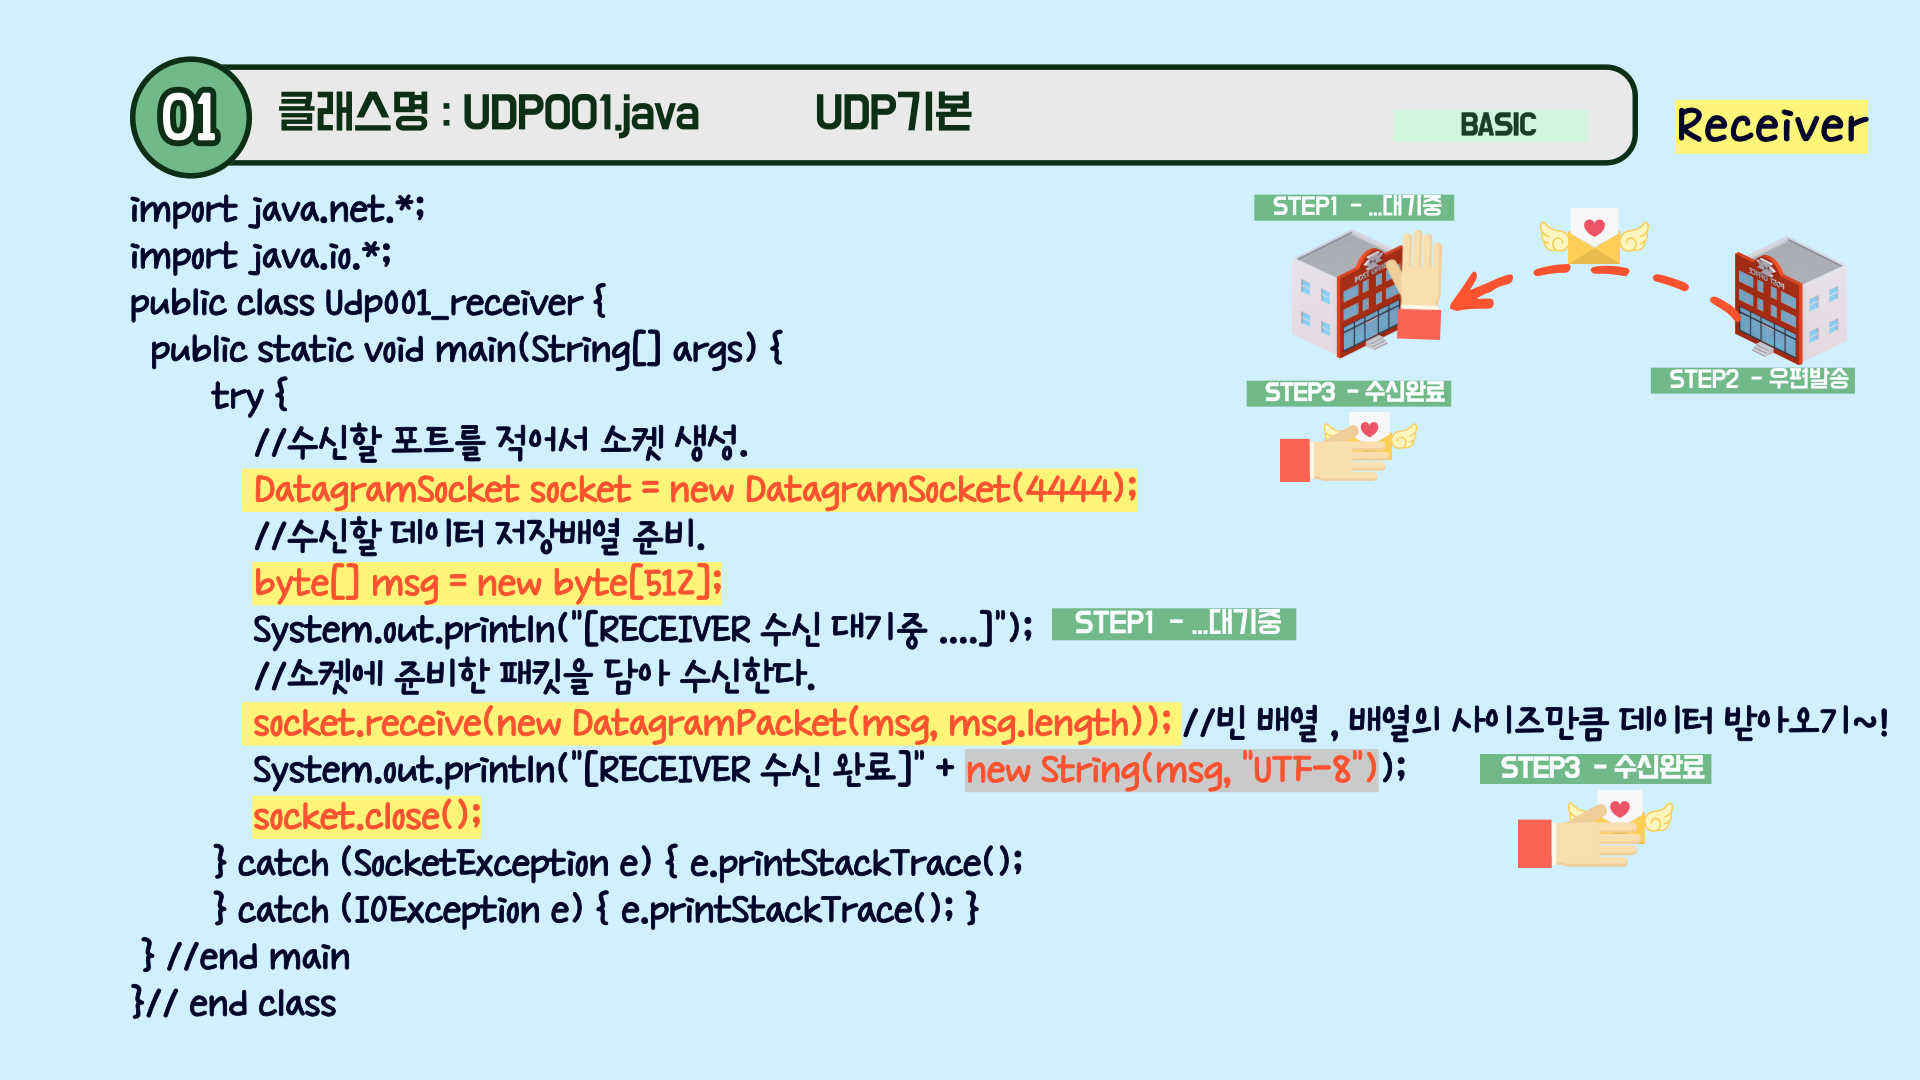 01
클래스명 : UDP001.java UDP기본
BASIC
Receiver
import java.net.*;
import java.io.*;
public class Udp001_receiver {
public static void main(String[] args) {
try {
//수신할 포트를 적어서 소켓 생성.
DatagramSocket socket = new DatagramSocket(4444);
//수신할 데이터 저장배열 준비.
byte[] msg = new byte[512];
System.out.println("[RECEIVER 수신 대기중 ....]"); STEP1 - ...대기중
//소켓에 준비한 패킷을 담아 수신한다.
socket.receive(new DatagramPacket(msg, msg.length)); //빈 배열 , 배열의 사이즈만큼 데이터 받아오기~!
System.out.println("[RECEIVER 수신 완료]" + new String(msg, "UTF-8")); STEP3 - 수신완료
socket.close();
} catch (SocketException e) { e.printStackTrace();
} catch (IOException e) { e.printStackTrace(); }
} //end main
}// end class
STEP1 - ...대기중
POST OFFICE
STEP2 - 우편발송
STEP3 - 수신완료